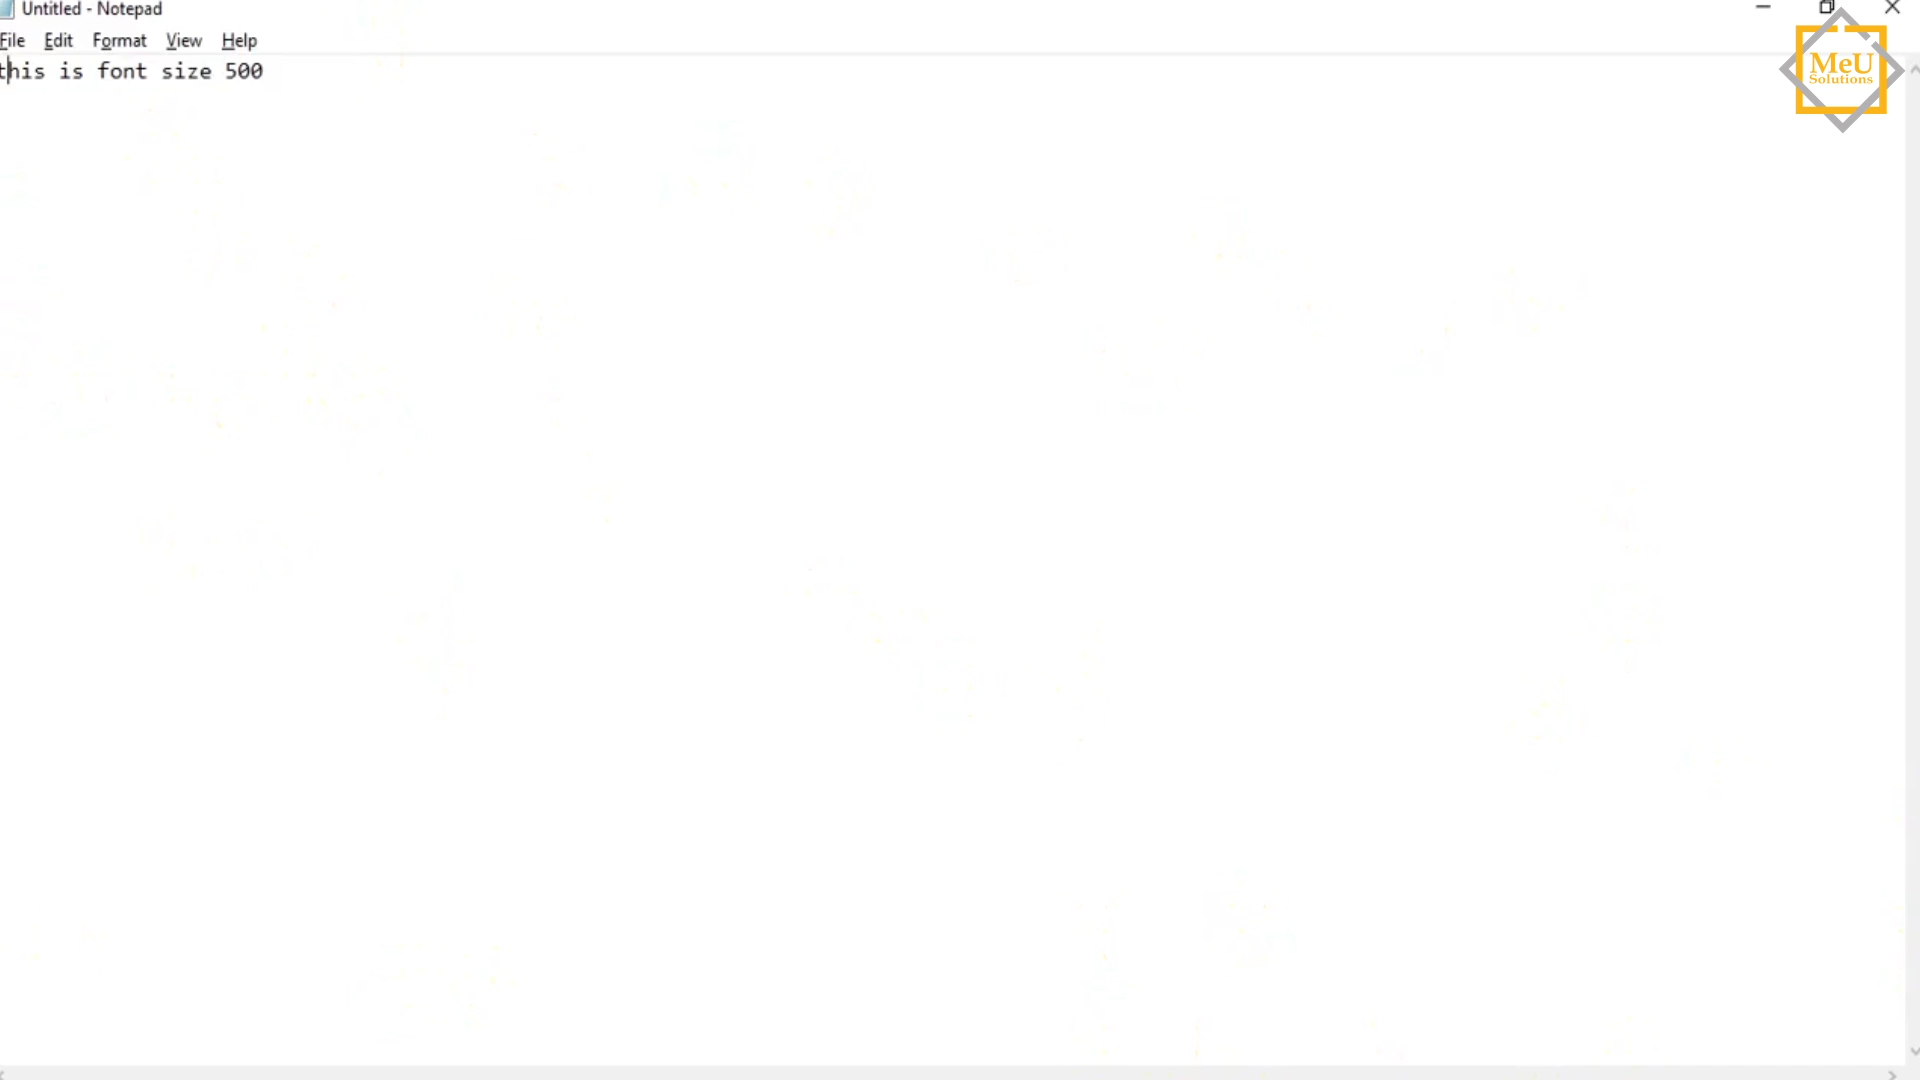 Untitled - Notepad
File Edit Format View Help
this is font size 500
MeU
Solutions